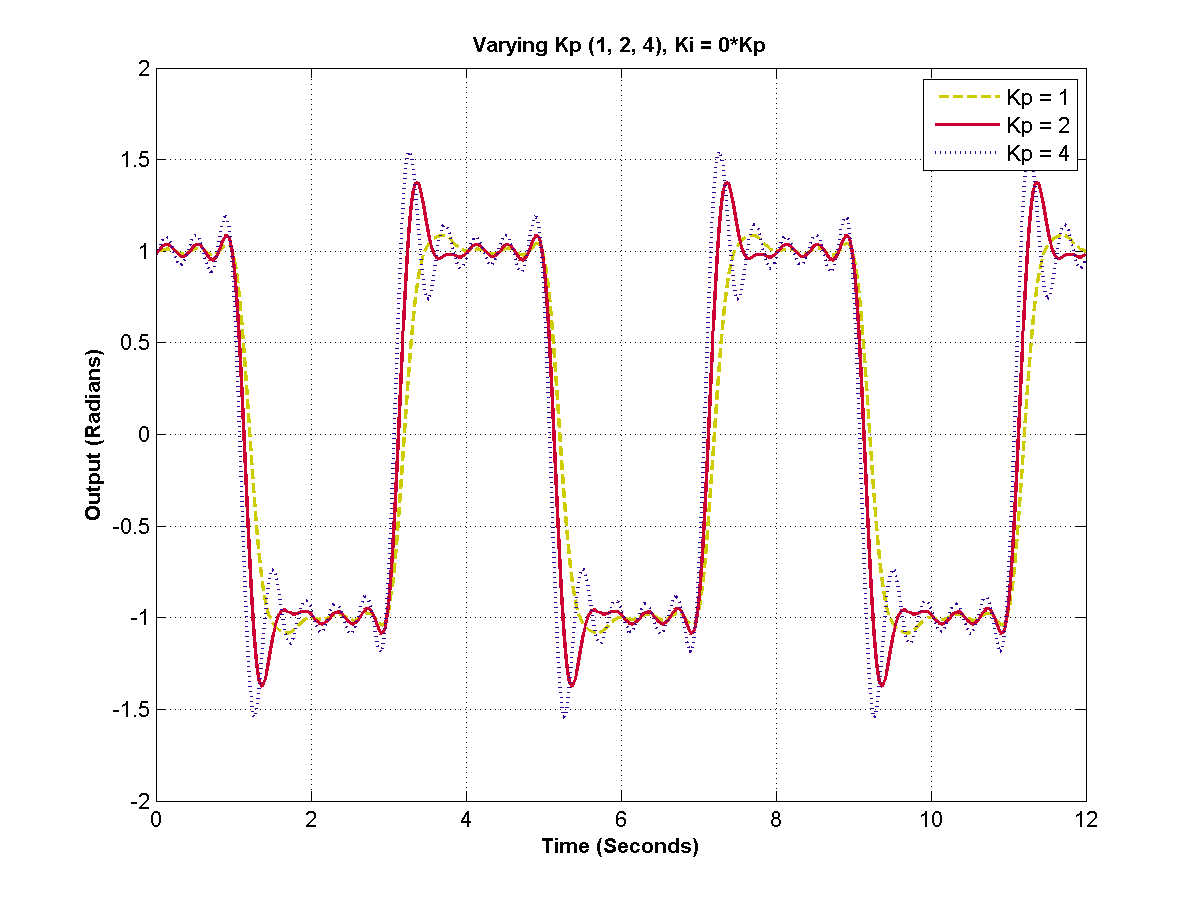 Varying Kp (1, 2, 4), Ki = 0*Kp
Kp = 1
Kp = 2
Kp = 4
2
1.5
1
0.5
0
-0.5
-1
-1.5
-2
Output (Radians)
0 2 4 6 8 10 12
Time (Seconds)